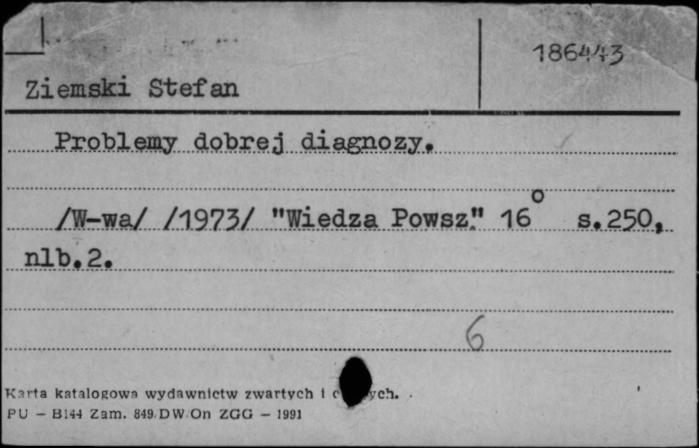 186443
Ziemski Stefan
Problemy dobrej diagnozy.
/W-wa/ /1973/ "Wiedza Powsz." 16° s.250,
nlb.2.
6
Karta katalogowa wydawnictw zwartych i
PU — B144 Zam. 849.DW.On ZGG — 1991